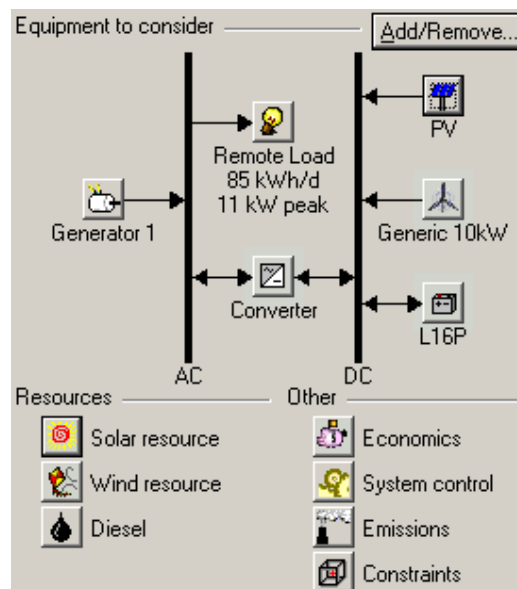 Equipment to consider
Add/Remove...
PV
Remote Load
85 kWh/d
11 kW peak
Generator 1
Generic 10kW
Converter
L16P
AC
DC
Resources
Other
Solar resource
Economics
Wind resource
System control
Diesel
Emissions
Constraints